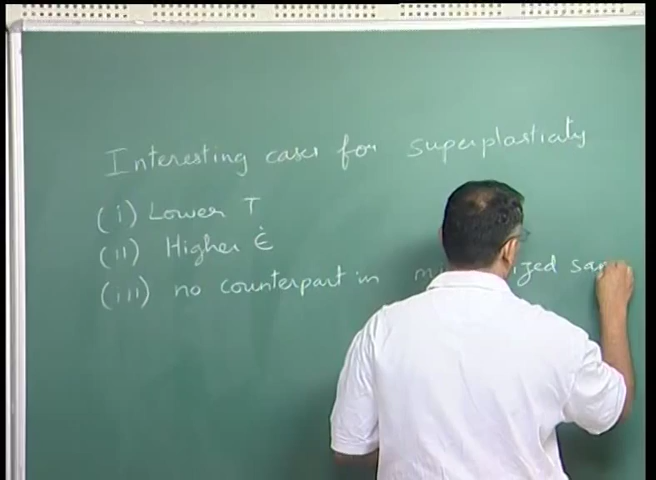 Interesting cases for superplasticity
(i) Lower T
(ii) Higher ε̇
(iii) no counterpart in